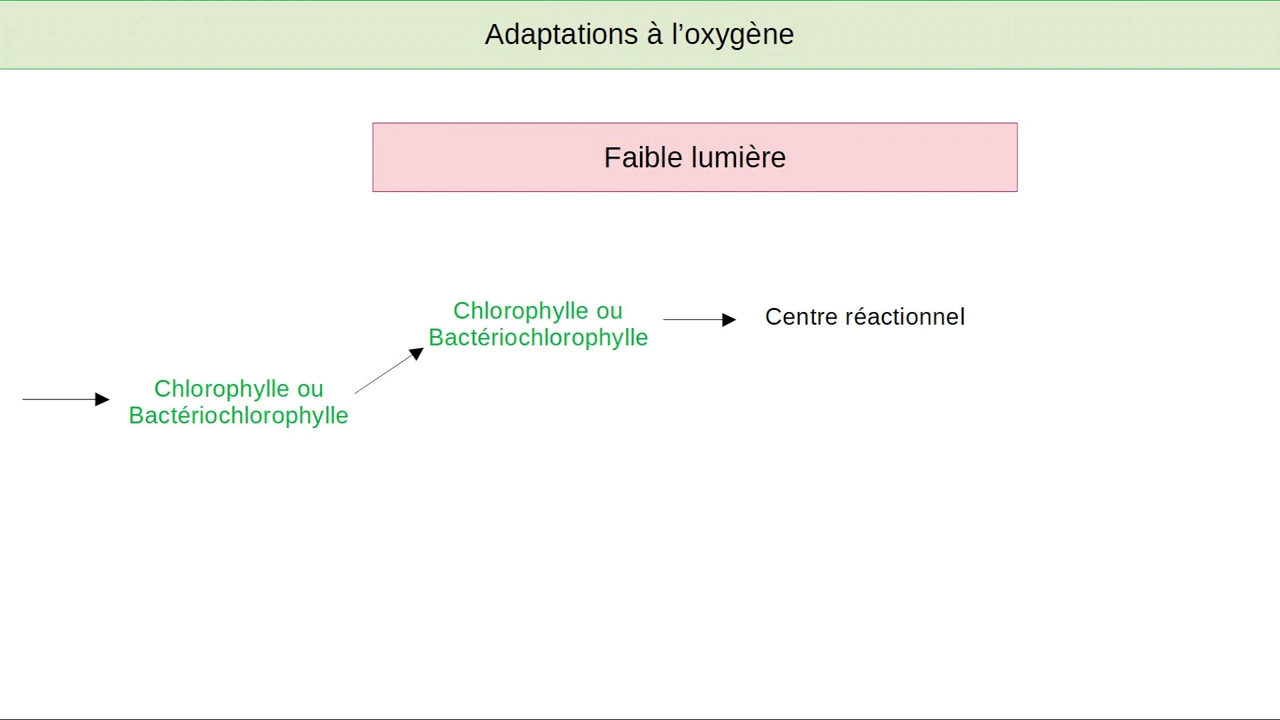 Adaptations à l’oxygène
Faible lumière
Chlorophylle ou
Bactériochlorophylle
Centre réactionnel
Chlorophylle ou
Bactériochlorophylle